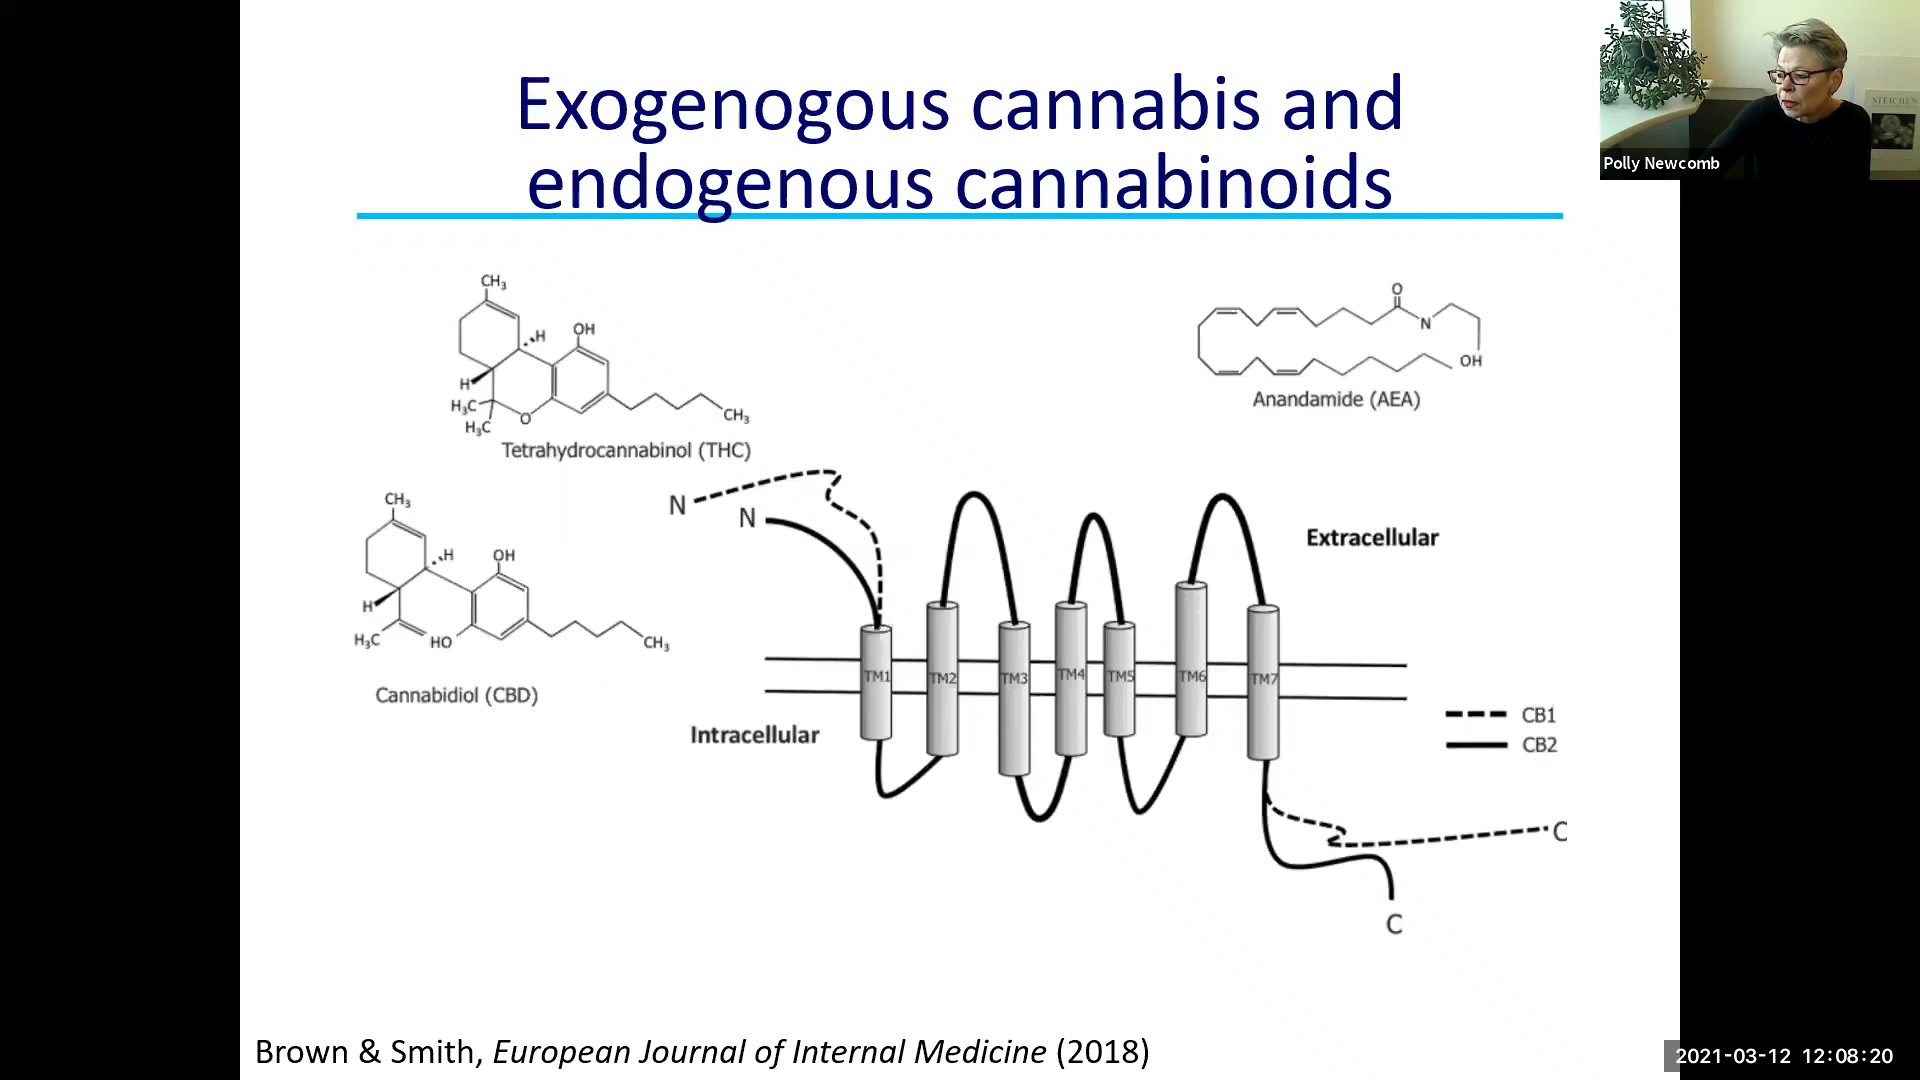 Exogenogous cannabis and
endogenous cannabinoids
Polly Newcomb
STEICHEN
CH₃
H
OH
H
H₃C
H₃C
O
CH₃
Tetrahydrocannabinol (THC)
O
N
OH
Anandamide (AEA)
CH₃
H
OH
H
H₃C
HO
CH₃
Cannabidiol (CBD)
N
N
Extracellular
TM1 TM2 TM3 TM4 TM5 TM6 TM7
Intracellular
CB1
CB2
C
C
Brown & Smith, European Journal of Internal Medicine (2018)
2021-03-12 12:08:20